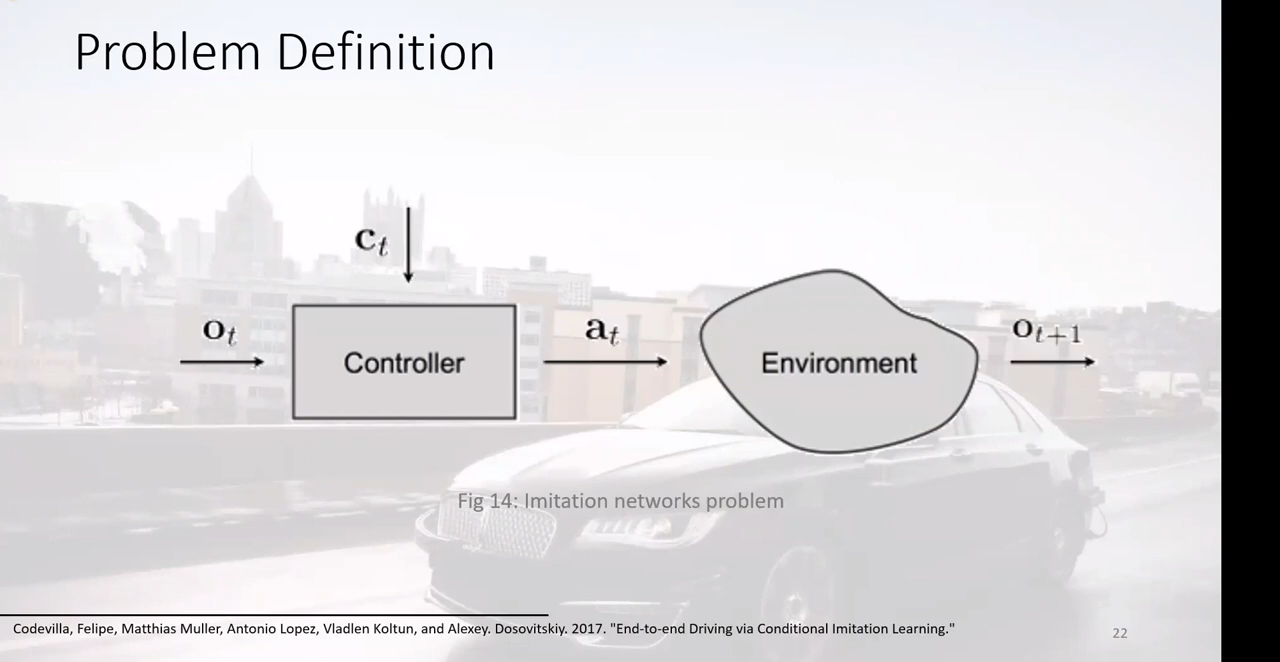 Problem Definition
c_t
o_t
a_t
o_{t+1}
Controller
Environment
Fig 14: Imitation networks problem
Codevilla, Felipe, Matthias Muller, Antonio Lopez, Vladlen Koltun, and Alexey. Dosovitskiy. 2017. "End-to-end Driving via Conditional Imitation Learning."
22